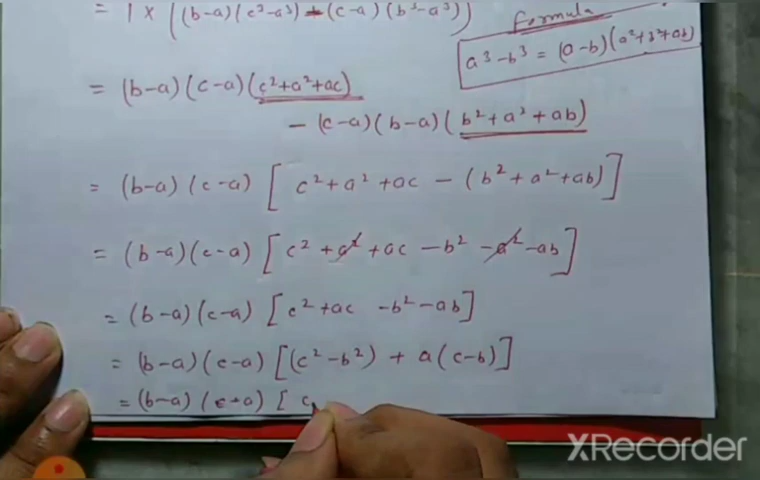 = 1 × ((b-a)(c³-a³) - (c-a)(b³-a³))
Formula
a³-b³ = (a-b)(a²+b²+ab)
= (b-a)(c-a)(c²+a²+ac)
- (c-a)(b-a)(b²+a²+ab)
= (b-a)(c-a)[c²+a²+ac-(b²+a²+ab)]
= (b-a)(c-a)[c²+a²+ac-b²-a²-ab]
= (b-a)(c-a)[c²+ac -b²-ab]
= (b-a)(c-a)[(c²-b²) + a(c-b)]
= (b-a)(c-a)[c
XRecorder